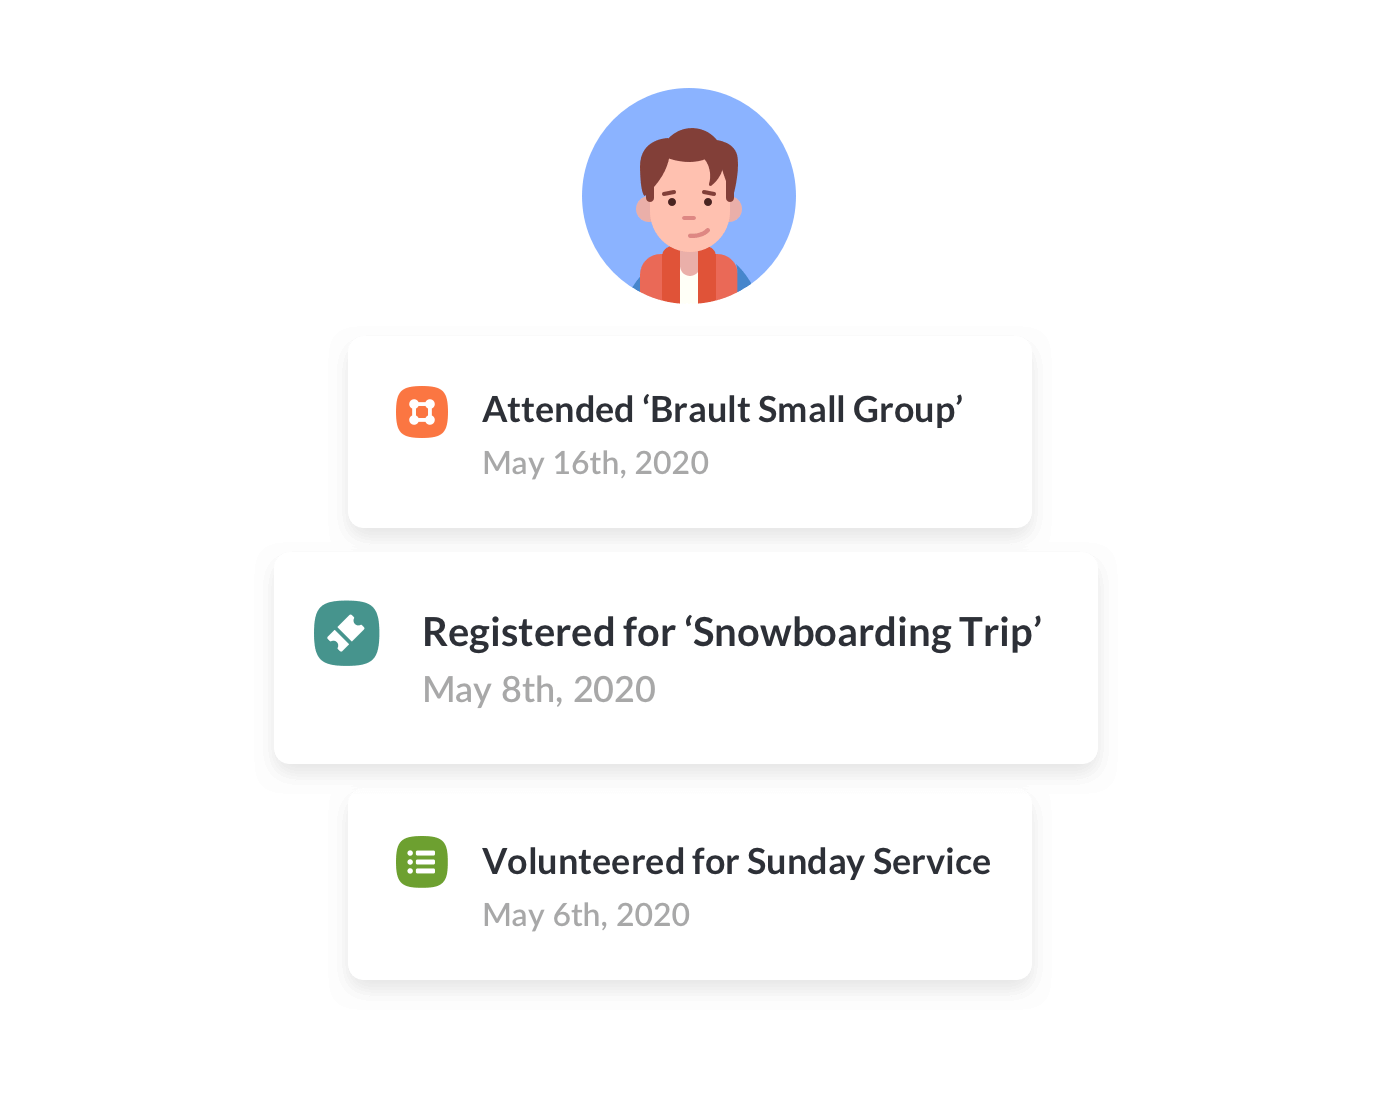 Attended ‘Brault Small Group’
May 16th, 2020
Registered for ‘Snowboarding Trip’
May 8th, 2020
Volunteered for Sunday Service
May 6th, 2020